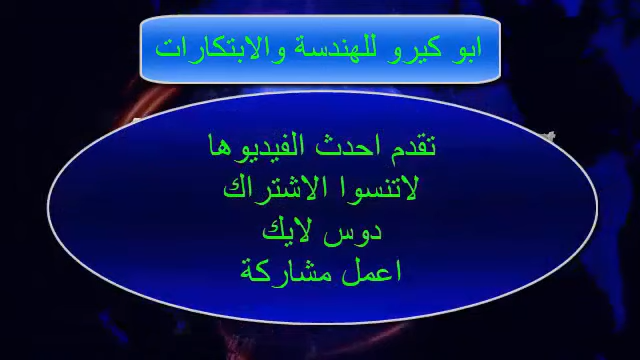 ابو كيرو للهندسة والابتكارات
تقدم احدث الفيديوها
لاتنسوا الاشتراك
دوس لايك
اعمل مشاركة